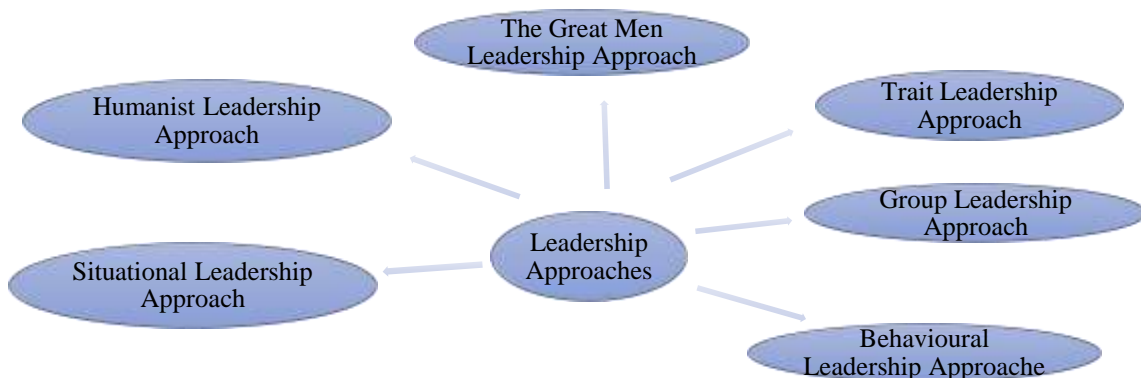 The Great Men
Leadership Approach
Humanist Leadership
Approach
Trait Leadership
Approach
Group Leadership
Approach
Leadership
Approaches
Situational Leadership
Approach
Behavioural
Leadership Approache